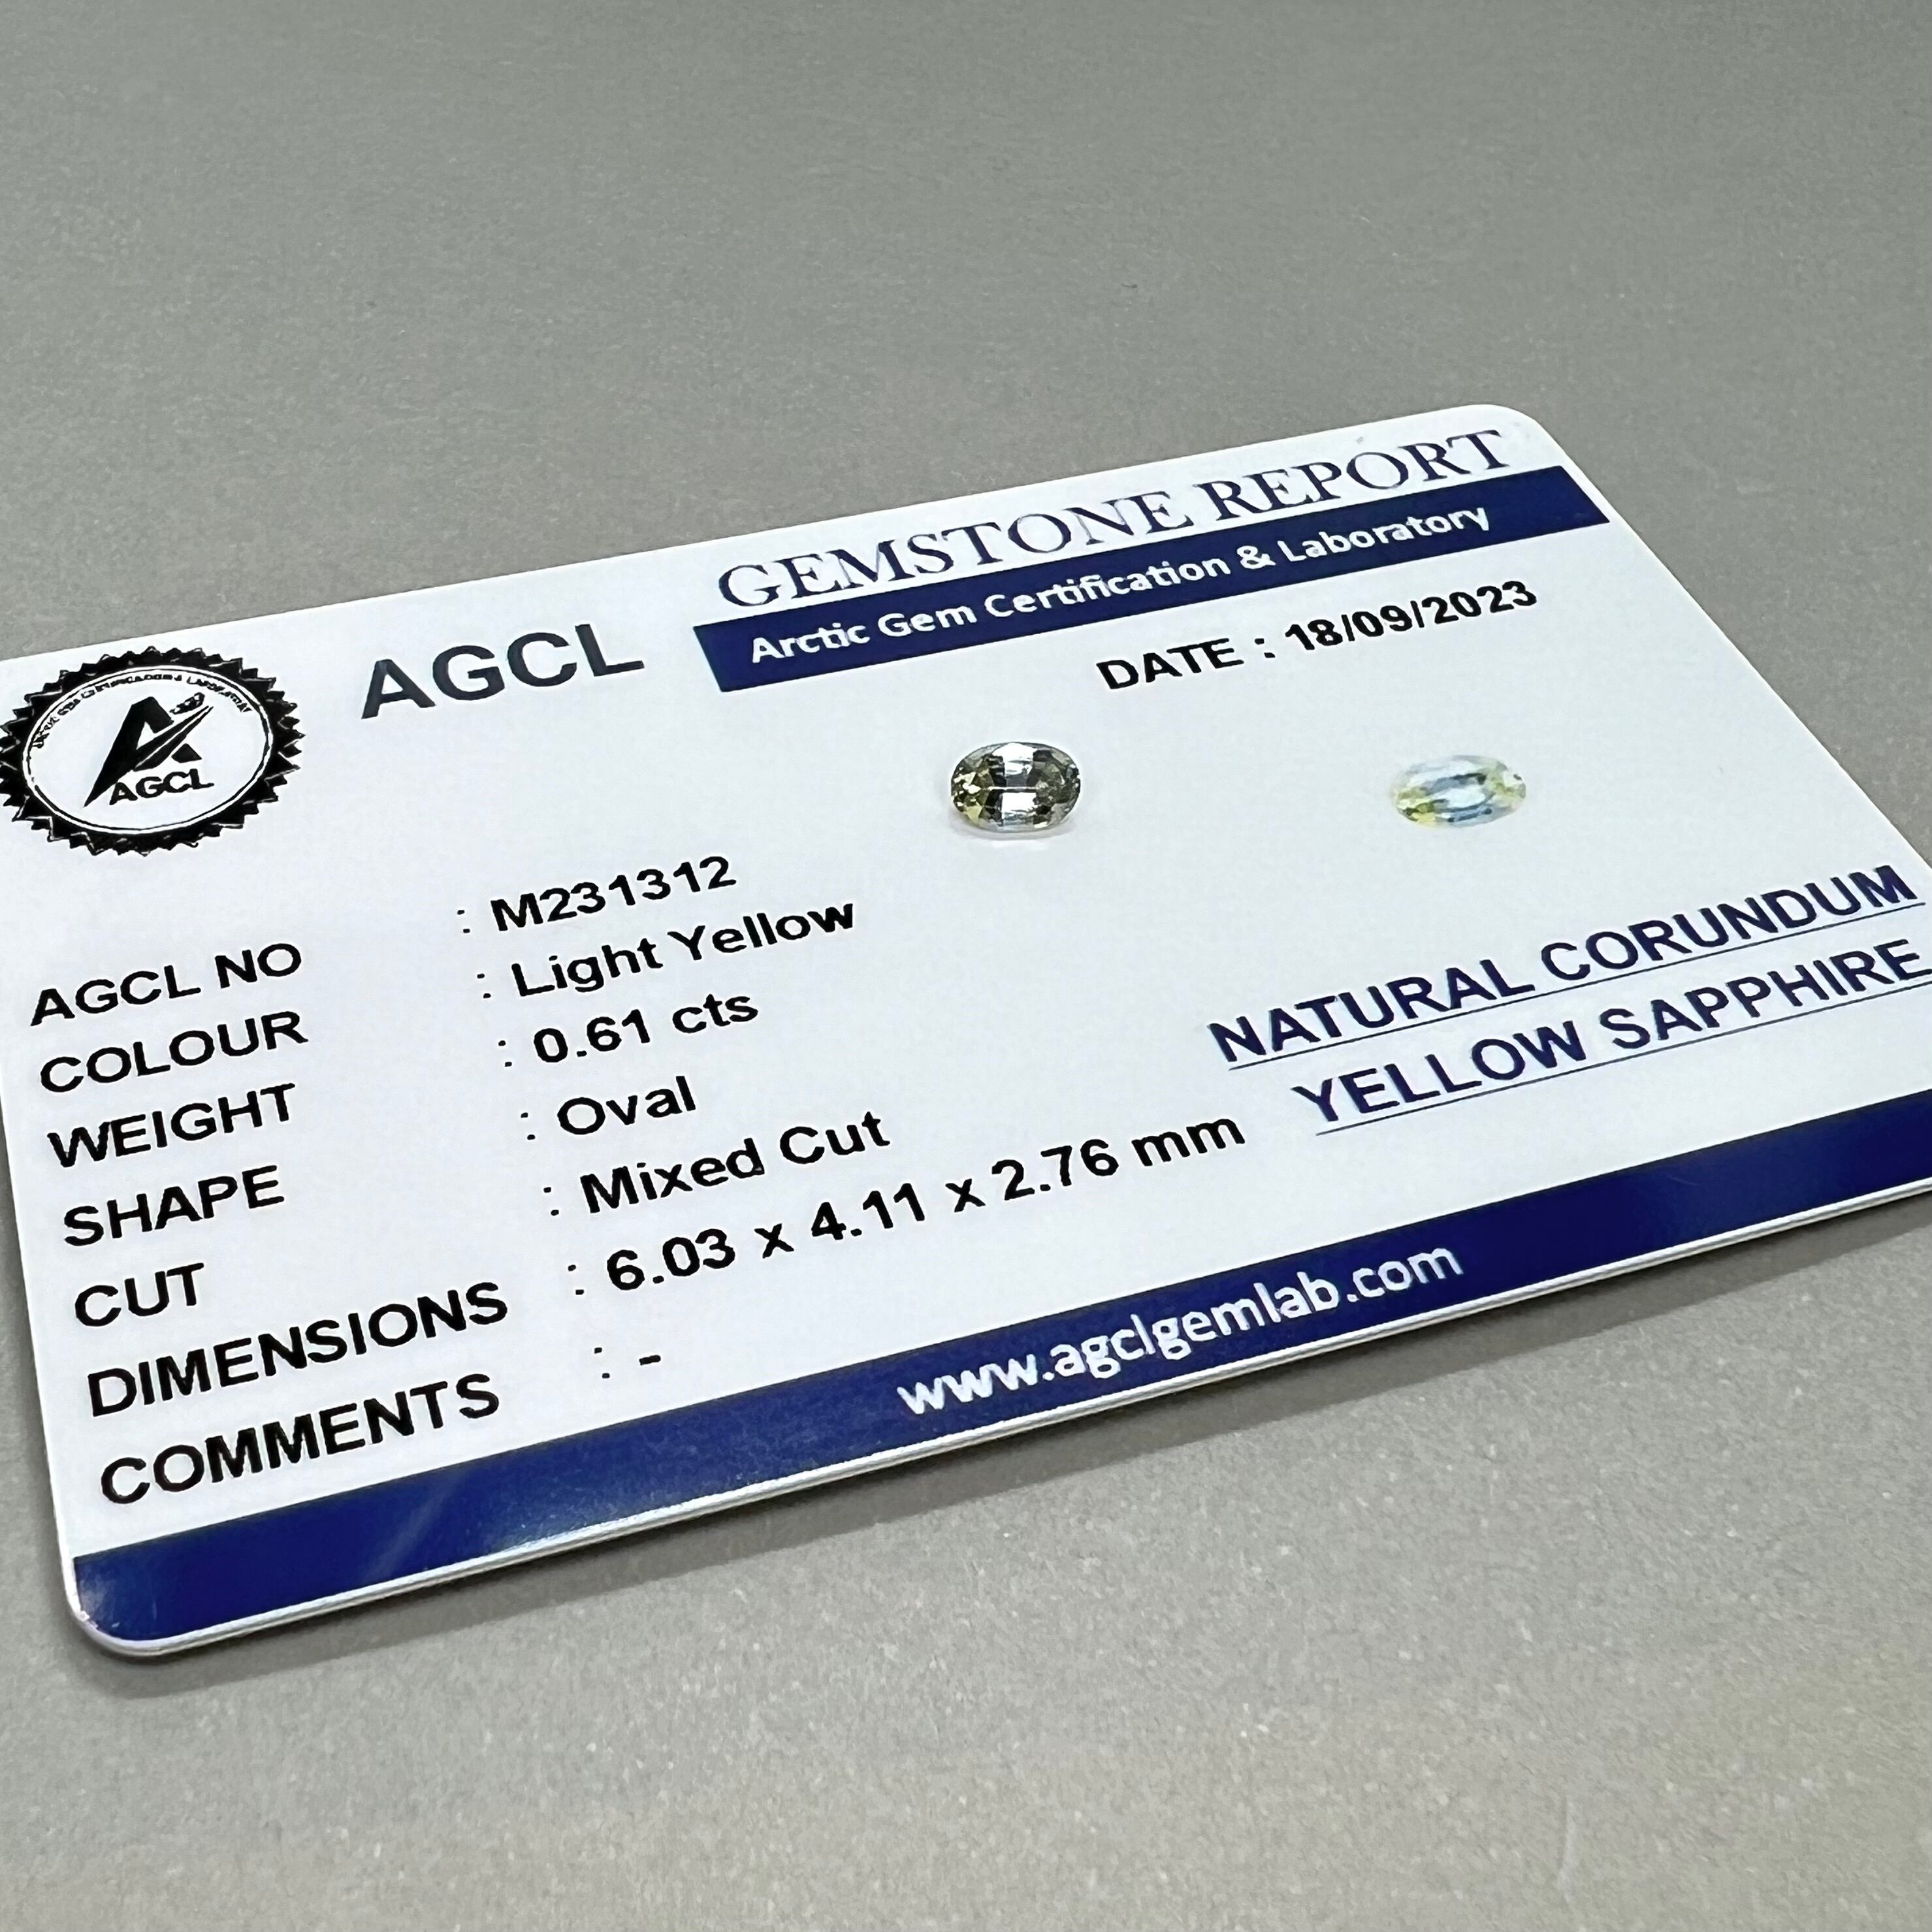 GEMSTONE REPORT
AGCL
Arctic Gem Certification & Laboratory
DATE : 18/09/2023
AGCL
AGCL NO : M231312
COLOUR : Light Yellow
WEIGHT : 0.61 cts
SHAPE : Oval
CUT : Mixed Cut
DIMENSIONS : 6.03 x 4.11 x 2.76 mm
COMMENTS : -
NATURAL CORUNDUM
YELLOW SAPPHIRE
www.agclgemlab.com